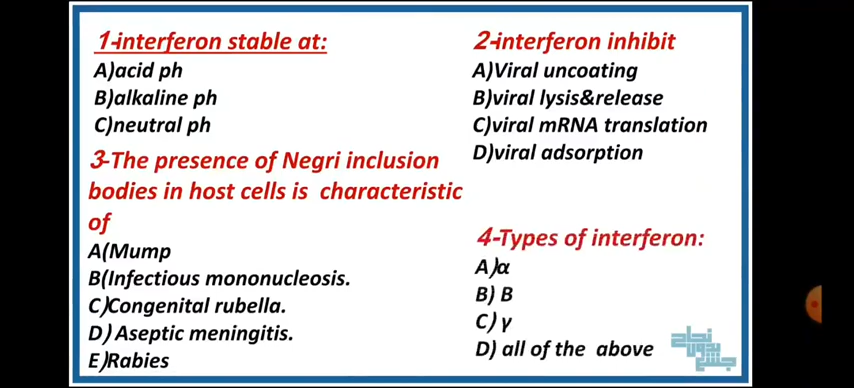 1-interferon stable at:
A)acid ph
B)alkaline ph
C)neutral ph
3-The presence of Negri inclusion
bodies in host cells is characteristic
of
A(Mump
B(Infectious mononucleosis.
C)Congenital rubella.
D) Aseptic meningitis.
E)Rabies
2-interferon inhibit
A)Viral uncoating
B)viral lysis&release
C)viral mRNA translation
D)viral adsorption
4-Types of interferon:
A)α
B) B
C) γ
D) all of the above